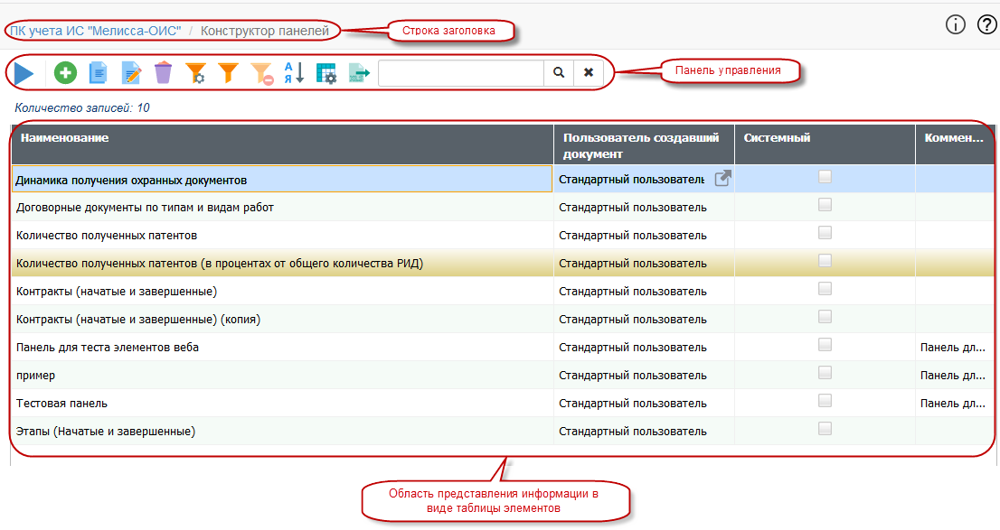 ПК учета ИС "Мелисса-ОИС" / Конструктор панелей
Строка заголовка
Панель управления
А
Я
Количество записей: 10
Наименование Пользователь создавший документ Системный Коммен...
Динамика получения охранных документов Стандартный пользователь
Договорные документы по типам и видам работ Стандартный пользователь
Количество полученных патентов Стандартный пользователь
Количество полученных патентов (в процентах от общего количества РИД) Стандартный пользователь
Контракты (начатые и завершенные) Стандартный пользователь
Контракты (начатые и завершенные) (копия) Стандартный пользователь
Панель для теста элементов веба Стандартный пользователь Панель дл...
пример Стандартный пользователь Панель дл...
Тестовая панель Стандартный пользователь Панель дл...
Этапы (Начатые и завершенные) Стандартный пользователь
Область представления информации в
виде таблицы элементов